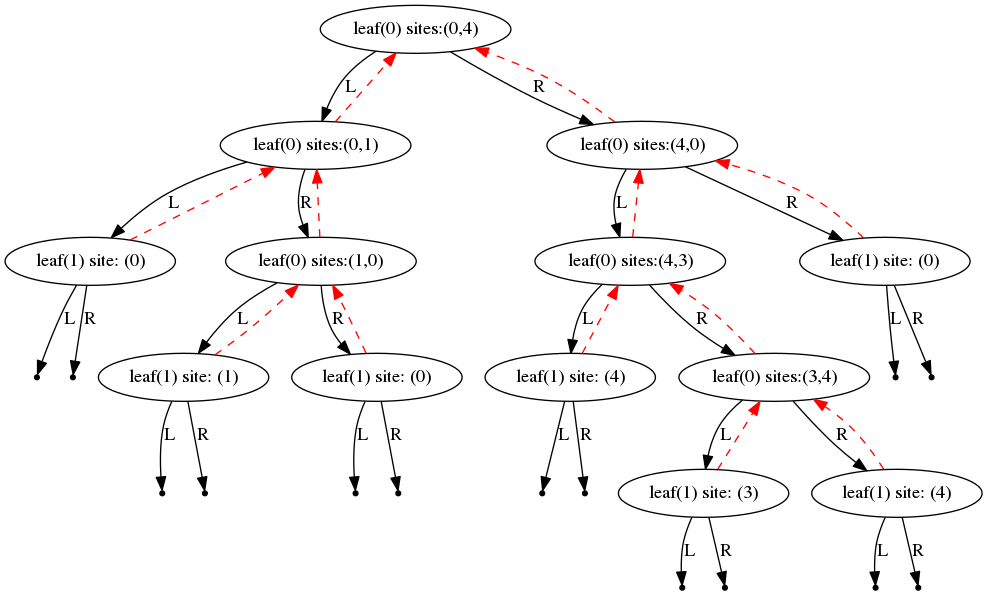 leaf(0) sites:(0,4)
L
R
leaf(0) sites:(0,1)
leaf(0) sites:(4,0)
L
R
L
R
leaf(1) site: (0)
leaf(0) sites:(1,0)
leaf(0) sites:(4,3)
leaf(1) site: (0)
L
R
L
R
L
R
L
R
leaf(1) site: (1)
leaf(1) site: (0)
leaf(1) site: (4)
leaf(0) sites:(3,4)
L
R
L
R
L
R
L
R
leaf(1) site: (3)
leaf(1) site: (4)
L
R
L
R